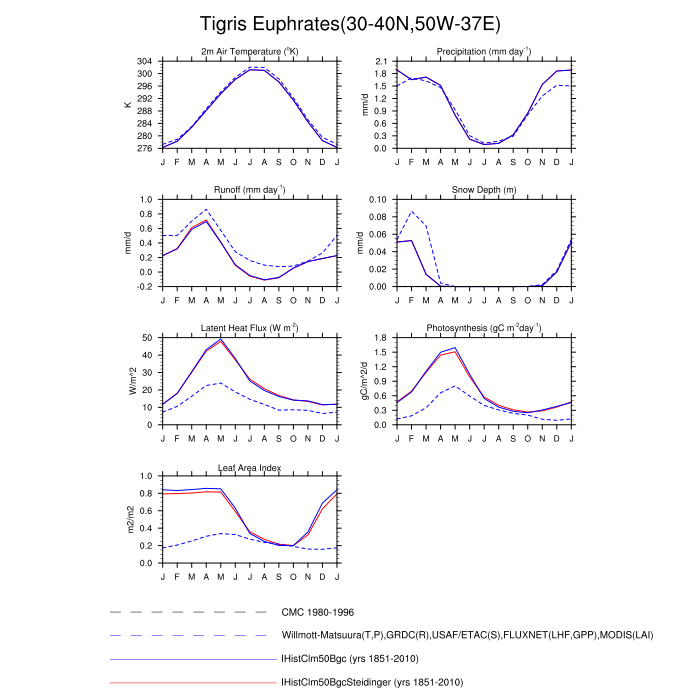 Tigris Euphrates(30-40N,50W-37E)
2m Air Temperature (°K)
Precipitation (mm day⁻¹)
K
304
300
296
292
288
284
280
276
J F M A M J J A S O N D J
mm/d
2.1
1.8
1.5
1.2
0.9
0.6
0.3
0.0
J F M A M J J A S O N D J
Runoff (mm day⁻¹)
Snow Depth (m)
mm/d
1.0
0.8
0.6
0.4
0.2
0.0
-0.2
J F M A M J J A S O N D J
mm/d
0.10
0.08
0.06
0.04
0.02
0.00
J F M A M J J A S O N D J
Latent Heat Flux (W m⁻²)
Photosynthesis (gC m⁻²day⁻¹)
W/m^2
50
40
30
20
10
0
J F M A M J J A S O N D J
gC/m^2/d
1.8
1.5
1.2
0.9
0.6
0.3
0.0
J F M A M J J A S O N D J
Leaf Area Index
m2/m2
1.0
0.8
0.6
0.4
0.2
0.0
J F M A M J J A S O N D J
CMC 1980-1996
Willmott-Matsuura(T,P),GRDC(R),USAF/ETAC(S),FLUXNET(LHF,GPP),MODIS(LAI)
IHistClm50Bgc (yrs 1851-2010)
IHistClm50BgcSteidinger (yrs 1851-2010)